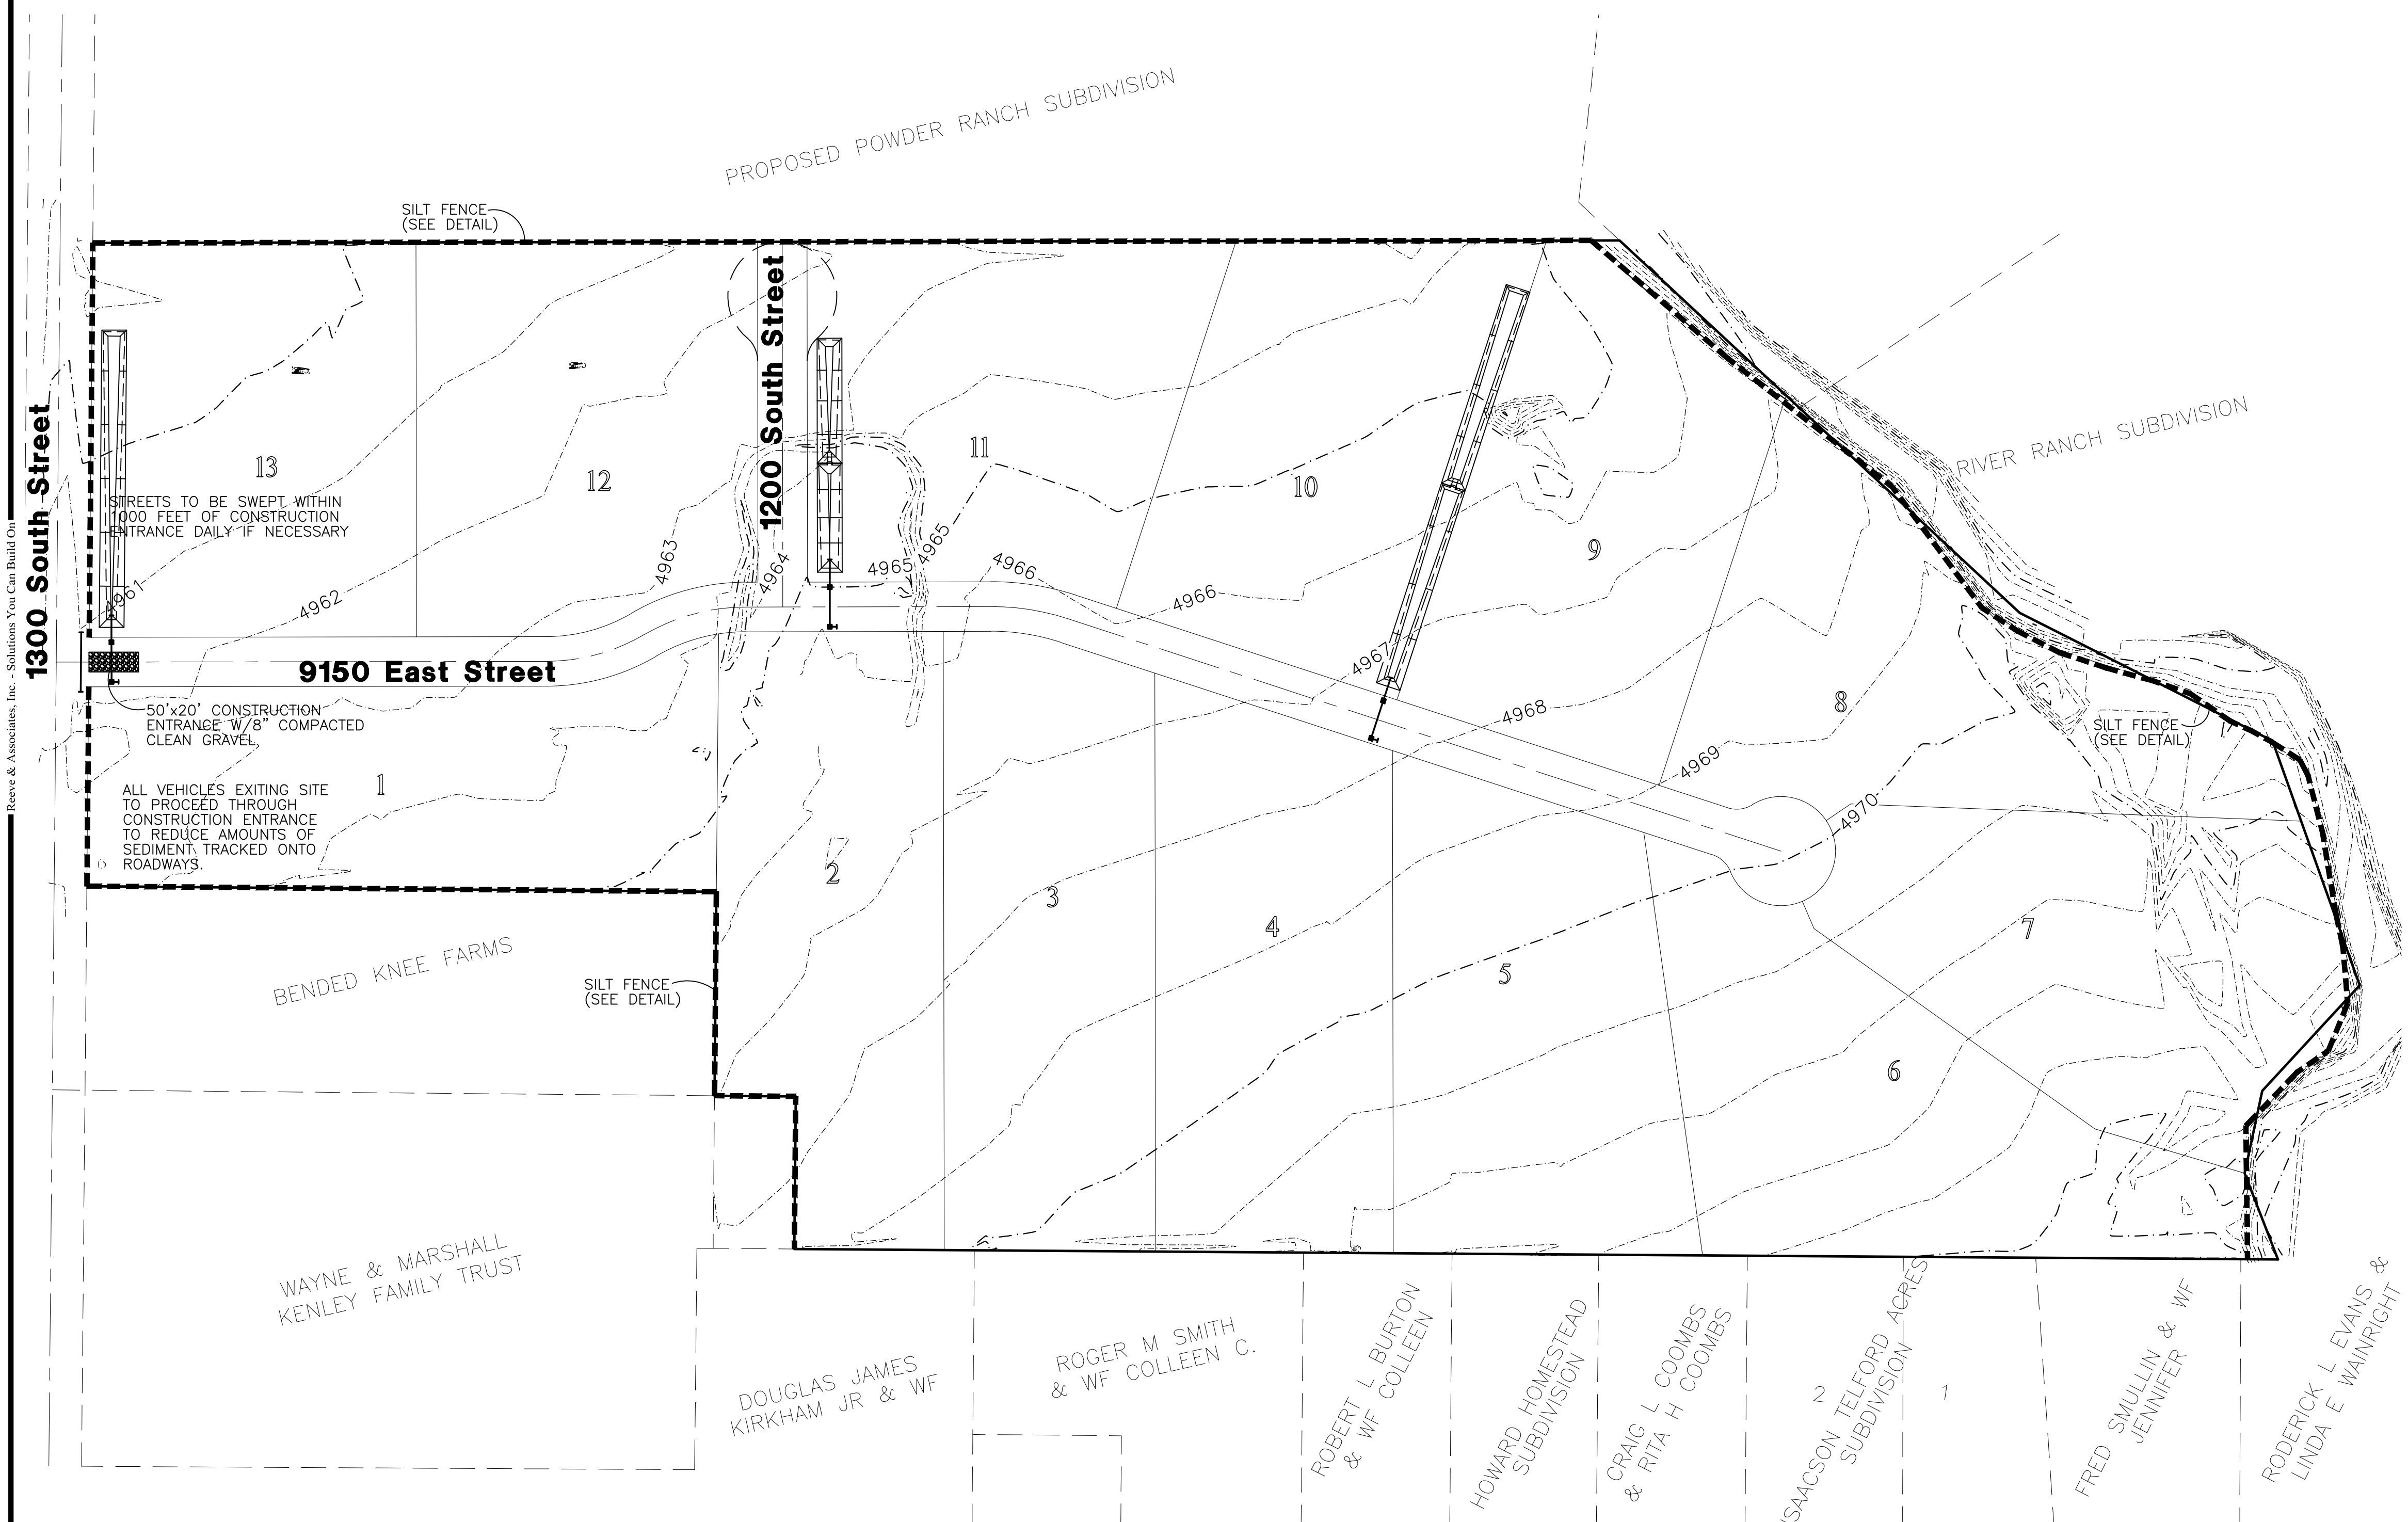 PROPOSED POWDER RANCH SUBDIVISION
SILT FENCE
(SEE DETAIL)
1300 South Street
Reeve & Associates, Inc. - Solutions You Can Build On
1200 South Street
RIVER RANCH SUBDIVISION
13
12
11
10
9
STREETS TO BE SWEPT WITHIN
1000 FEET OF CONSTRUCTION
ENTRANCE DAILY IF NECESSARY
4961
4962
4963
4964
4965
4965
4966
4966
4967
4968
4969
4970
9150 East Street
8
SILT FENCE
(SEE DETAIL)
50'x20' CONSTRUCTION
ENTRANCE W/8" COMPACTED
CLEAN GRAVEL
1
ALL VEHICLES EXITING SITE
TO PROCEED THROUGH
CONSTRUCTION ENTRANCE
TO REDUCE AMOUNTS OF
SEDIMENT TRACKED ONTO
ROADWAYS.
2
3
4
5
6
7
BENDED KNEE FARMS
SILT FENCE
(SEE DETAIL)
WAYNE & MARSHALL
KENLEY FAMILY TRUST
DOUGLAS JAMES
KIRKHAM JR & WF
ROGER M SMITH
& WF COLLEEN C.
ROBERT L BURTON
& WF COLLEEN
HOWARD HOMESTEAD
SUBDIVISION
CRAIG L COOMBS
& RITA H COOMBS
ISAACSON TELFORD ACRES
SUBDIVISION
2
1
FRED SMULLIN & WF
JENNIFER
RODERICK L EVANS &
LINDA E WAINRIGHT